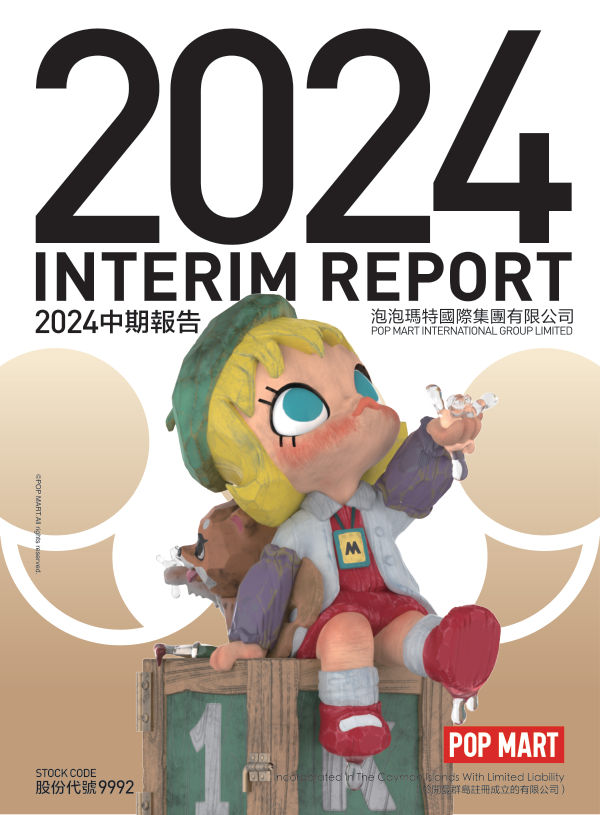 2024
INTERIM REPORT
2024中期報告
泡泡瑪特國際集團有限公司
POP MART INTERNATIONAL GROUP LIMITED
©POP MART. All rights reserved.
M
1 K
POP MART
STOCK CODE
股份代號9992
Incorporated in The Cayman Islands With Limited Liability
開曼群島註冊成立的有限公司）